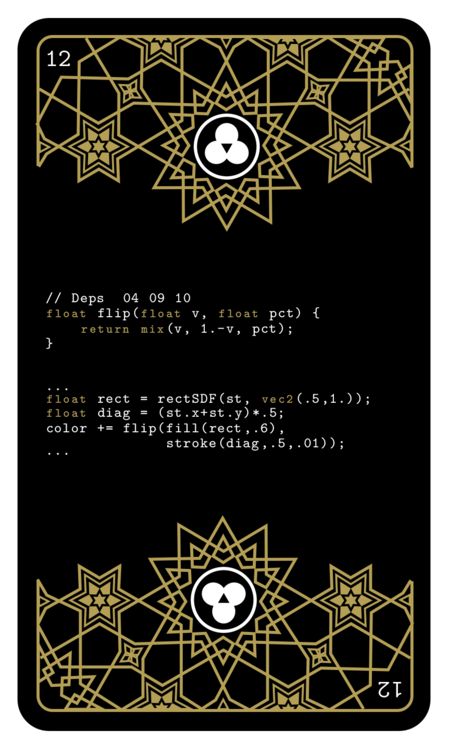 12
// Deps  04 09 10
float flip(float v, float pct) {
    return mix(v, 1.-v, pct);
}
...
float rect = rectSDF(st, vec2(.5,1.));
float diag = (st.x+st.y)*.5;
color += flip(fill(rect,.6),
              stroke(diag,.5,.01));
...
12